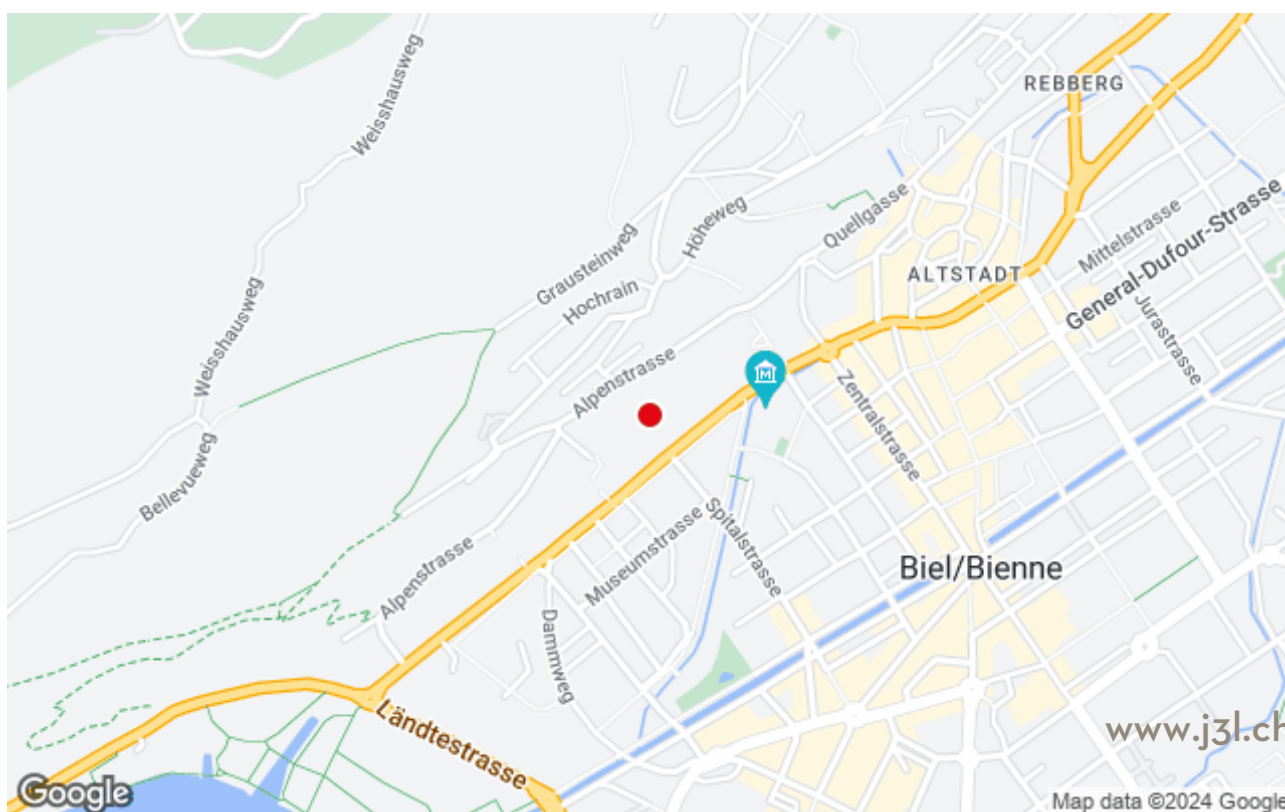 REBBERG
Weisshausweg
Quellgasse
Mittelstrasse
General-Dufour-Strasse
Höheweg
Grausteinweg
ALTSTADT
Hochrain
Jurastrasse
Weisshausweg
Alpenstrasse
M
Zentralstrasse
Bellevueweg
Spitalstrasse
Museumstrasse
Alpenstrasse
Biel/Bienne
Dammweg
Ländtestrasse
www.j3l.ch
Google
Map data ©2024 Google